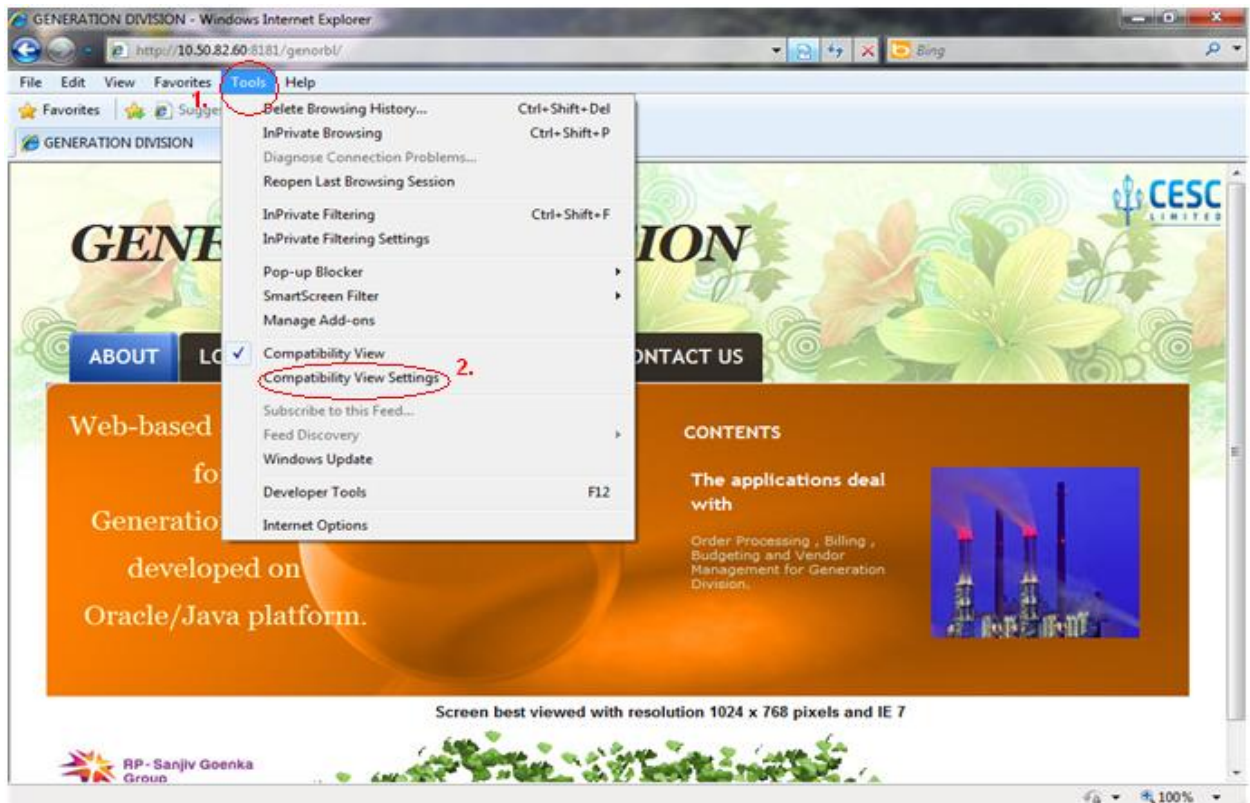 GENERATION DIVISION - Windows Internet Explorer
http://10.50.82.60:8181/genorbl/
Bing
File Edit View Favorites Tools Help
1.
Favorites
GENERATION DIVISION
Delete Browsing History... Ctrl+Shift+Del
InPrivate Browsing Ctrl+Shift+P
Diagnose Connection Problems...
Reopen Last Browsing Session
InPrivate Filtering Ctrl+Shift+F
InPrivate Filtering Settings
Pop-up Blocker
SmartScreen Filter
Manage Add-ons
Compatibility View
Compatibility View Settings 2.
Subscribe to this Feed...
Feed Discovery
Windows Update
Developer Tools F12
Internet Options
CESC
LIMITED
GENE ION
ABOUT LO ONTACT US
Web-based
fo
Generatio
developed on
Oracle/Java platform.
CONTENTS
The applications deal
with
Order Processing , Billing ,
Budgeting and Vendor
Management for Generation
Division.
Screen best viewed with resolution 1024 x 768 pixels and IE 7
RP-Sanjiv Goenka
Group
100%